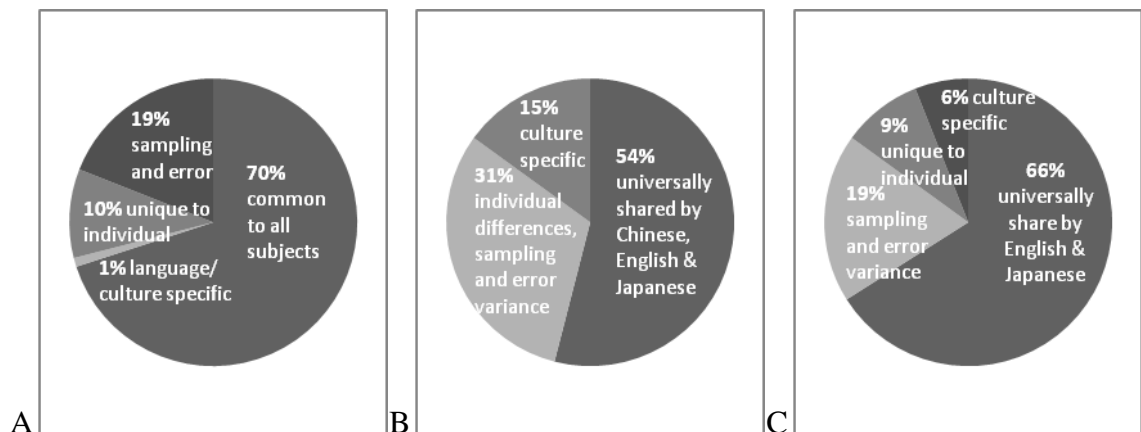 19%
sampling
and error
70%
common
to all
subjects
10% unique to
individual
1% language/
culture specific
A
15%
culture
specific
54%
universally
shared by
Chinese,
English &
Japanese
31%
individual
differences,
sampling
and error
variance
B
6% culture
specific
9%
unique to
individual
66%
universally
share by
English &
Japanese
19%
sampling
and error
variance
C